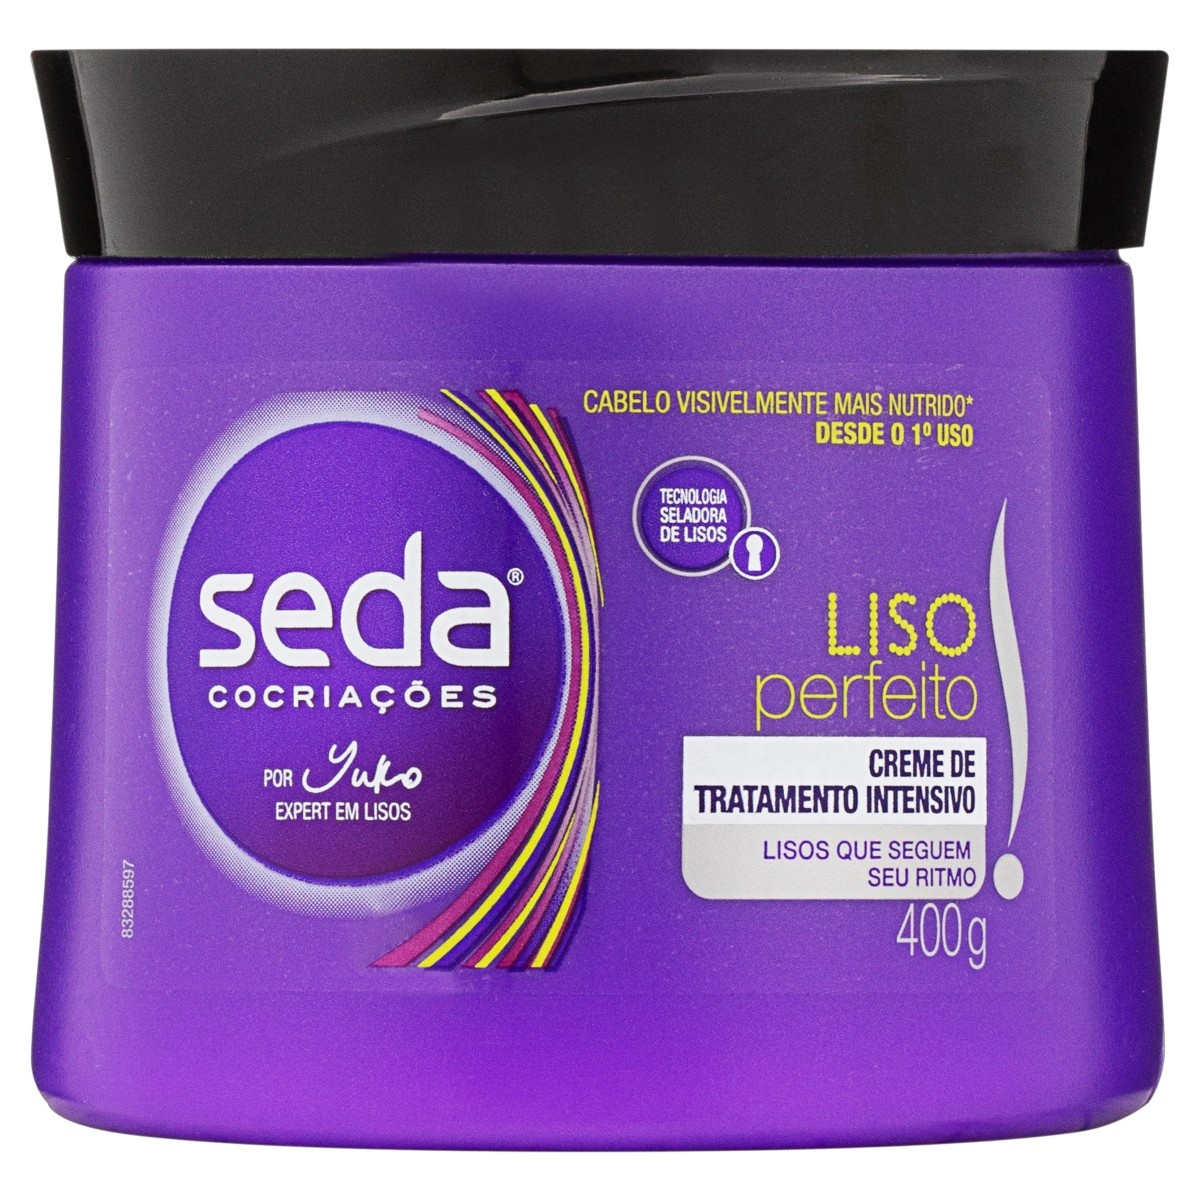 CABELO VISIVELMENTE MAIS NUTRIDO*
DESDE O 1º USO
TECNOLOGIA
SELADORA
DE LISOS
seda®
COCRIAÇÕES
POR Yuko
EXPERT EM LISOS
LISO
perfeito
CREME DE
TRATAMENTO INTENSIVO
LISOS QUE SEGUEM
SEU RITMO
400g
83288597